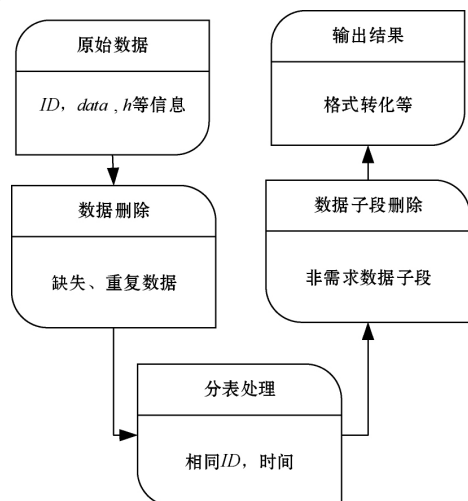 原始数据
ID，data , h等信息
数据删除
缺失、重复数据
分表处理
相同ID，时间
数据子段删除
非需求数据子段
输出结果
格式转化等